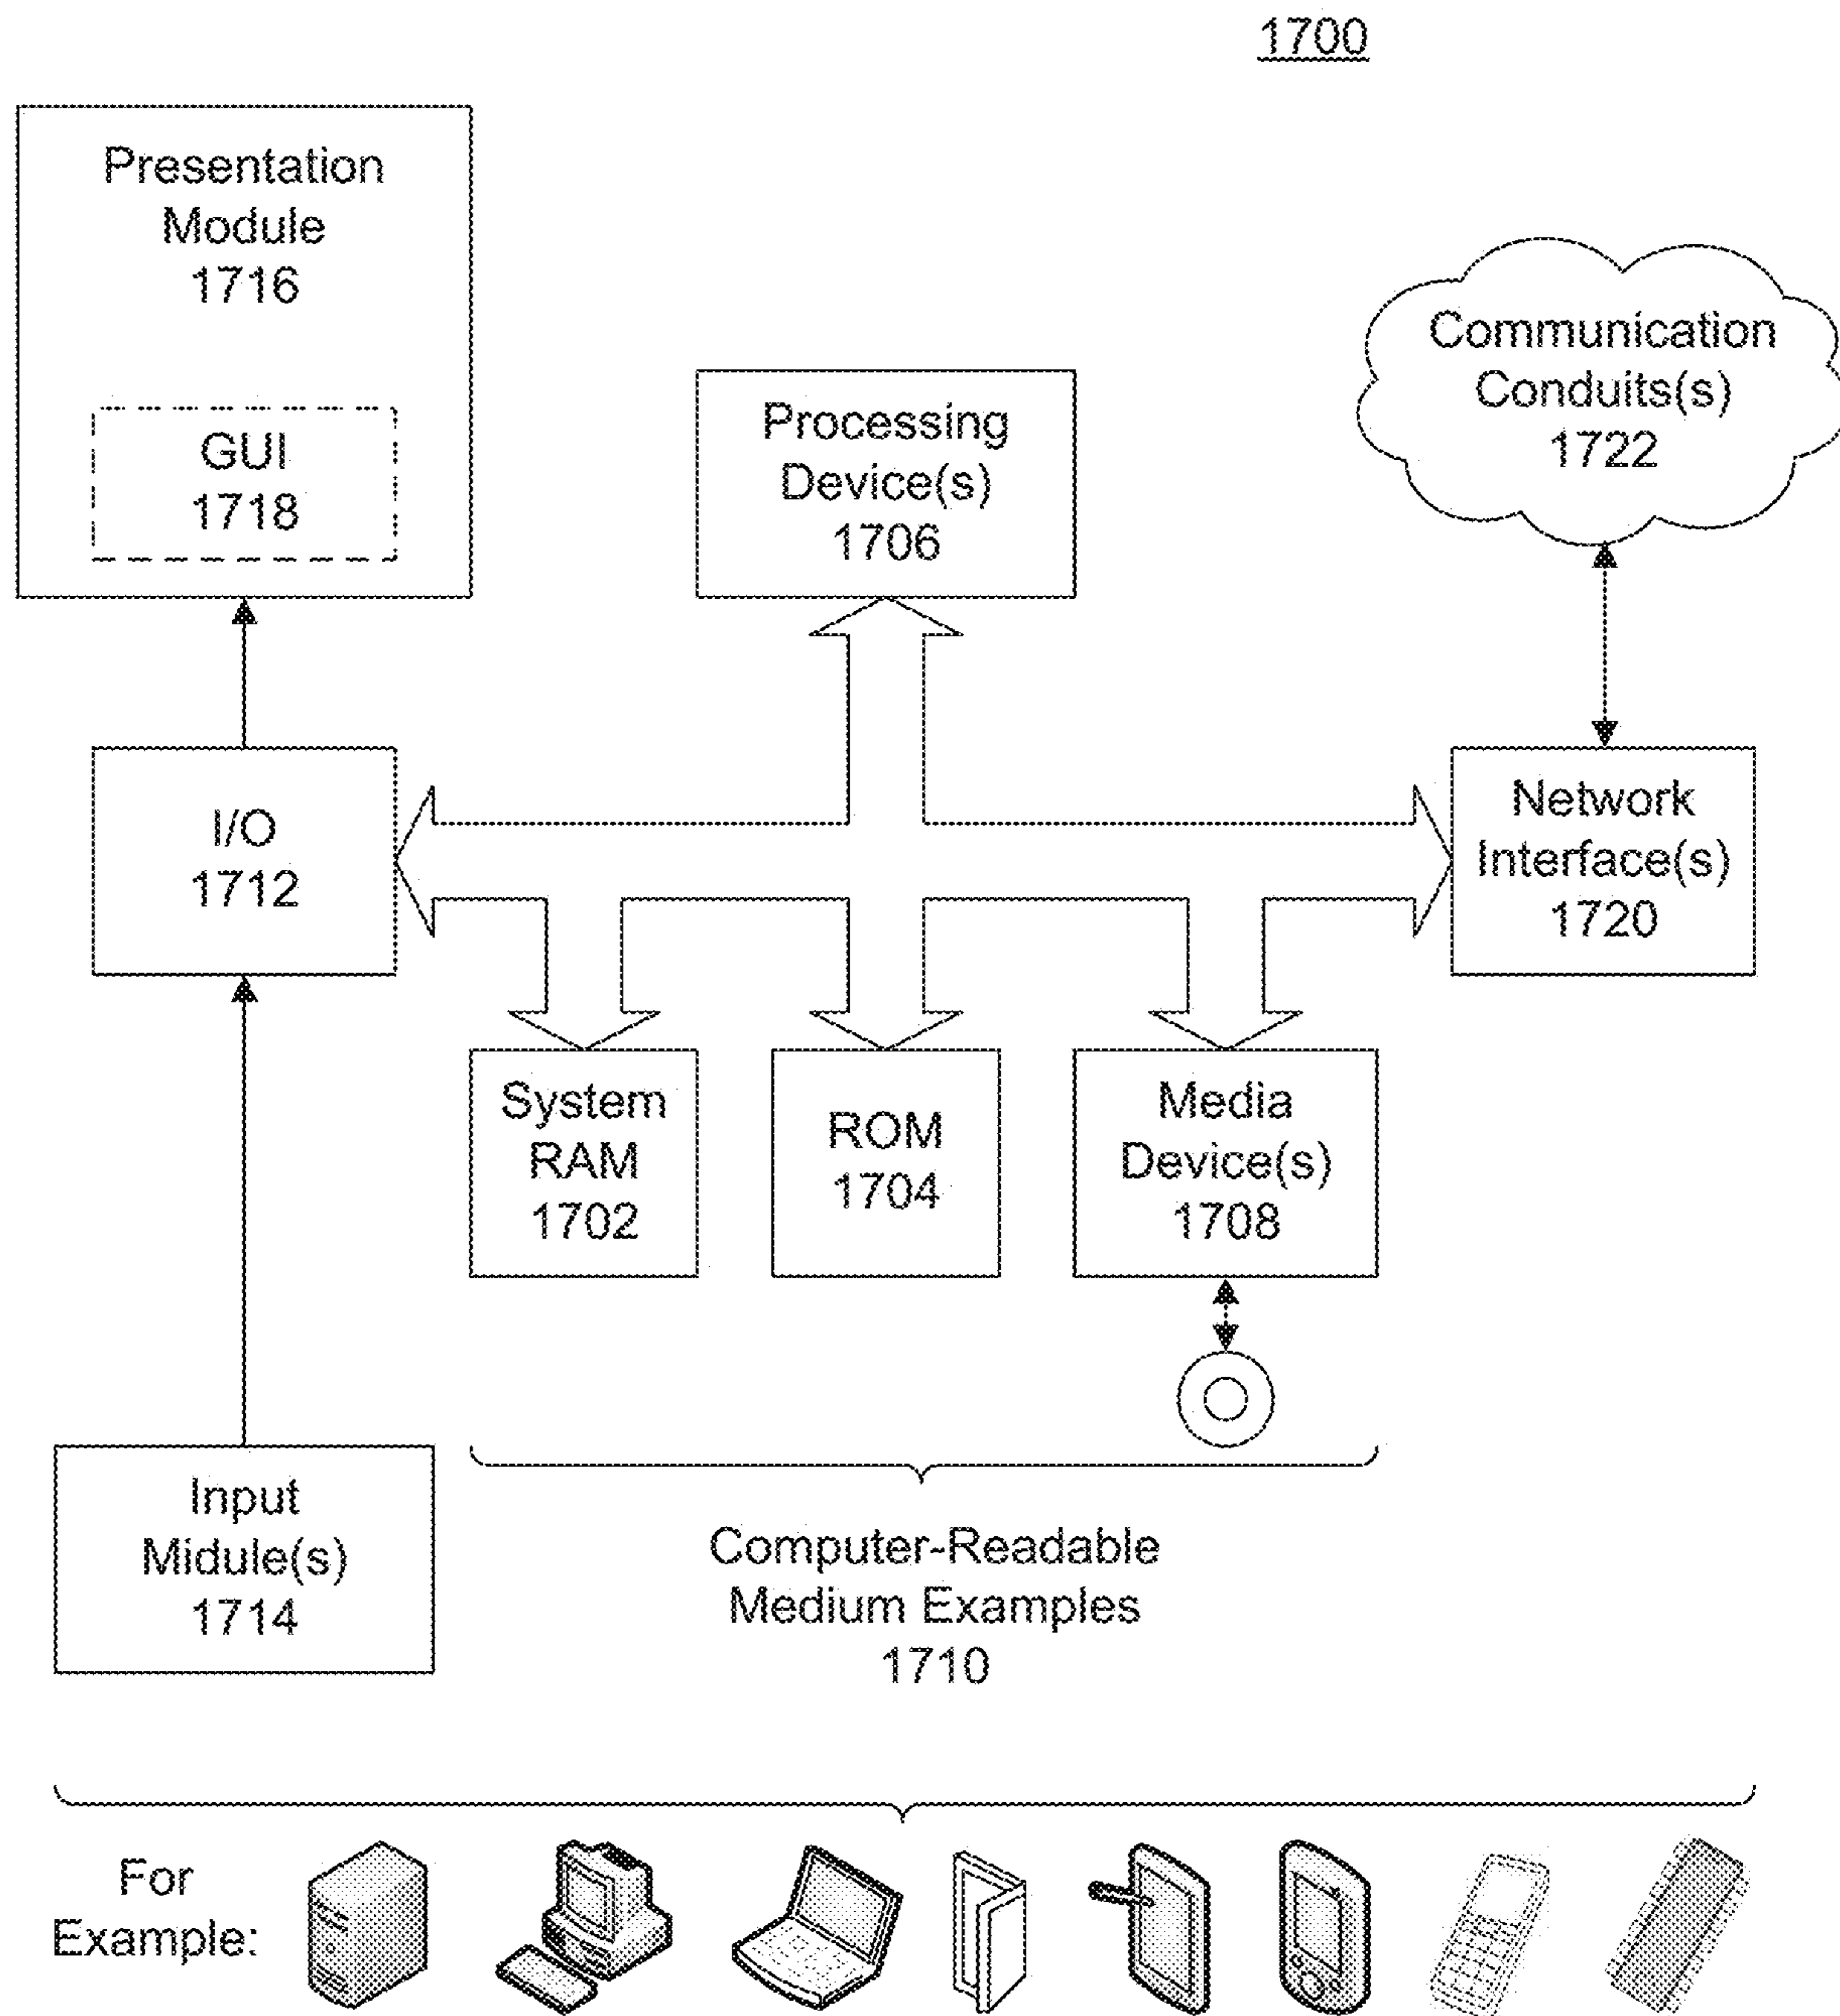 1700
Presentation
Module
1716
GUI
1718
Processing
Device(s)
1706
Communication
Conduits(s)
1722
I/O
1712
Network
Interface(s)
1720
System
RAM
1702
ROM
1704
Media
Device(s)
1708
Input
Midule(s)
1714
Computer-Readable
Medium Examples
1710
For
Example: